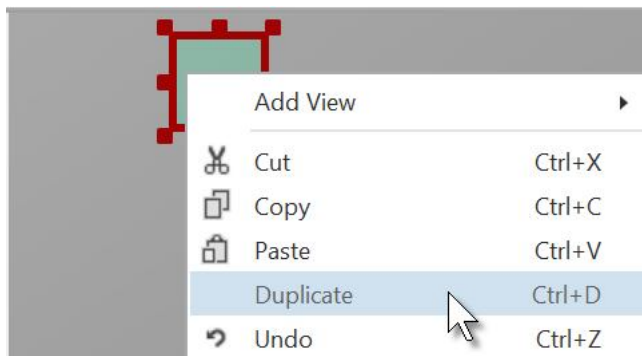 Add View
Cut Ctrl+X
Copy Ctrl+C
Paste Ctrl+V
Duplicate Ctrl+D
Undo Ctrl+Z